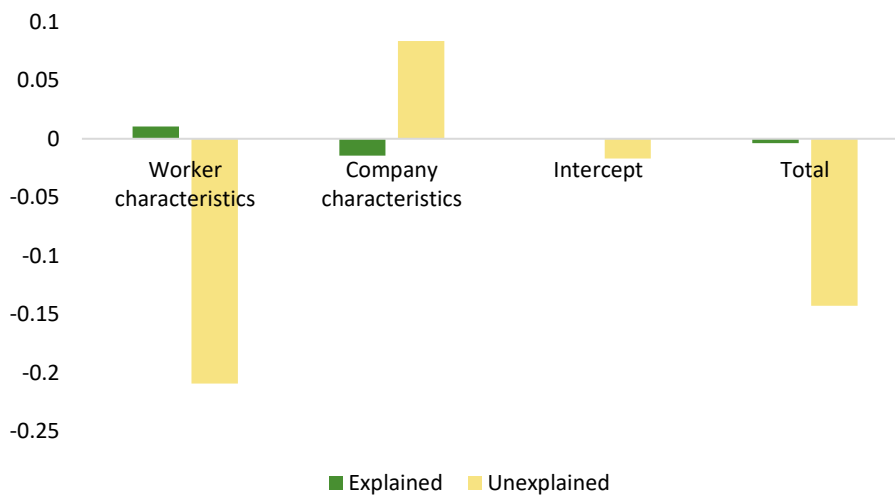 0.1
0.05
0
-0.05
-0.1
-0.15
-0.2
-0.25
Worker
characteristics
Company
characteristics
Intercept
Total
Explained
Unexplained